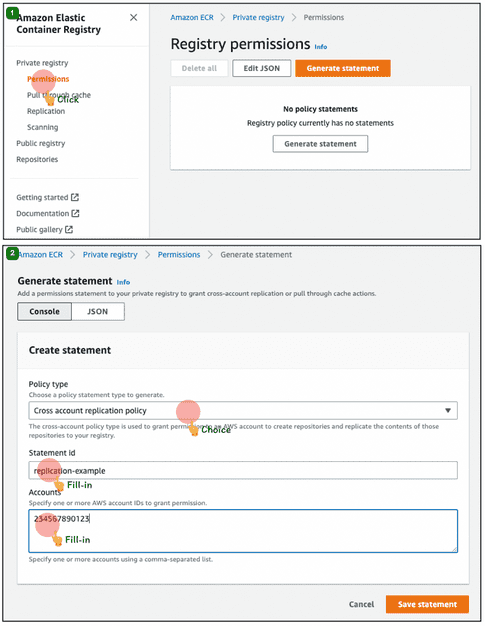 1
Amazon Elastic
Container Registry
Private registry
Permissions
Pull through cache
Click
Replication
Scanning
Public registry
Repositories
Getting started
Documentation
Public gallery
Amazon ECR > Private registry > Permissions
Registry permissions Info
Delete all Edit JSON Generate statement
No policy statements
Registry policy currently has no statements
Generate statement
2
Amazon ECR > Private registry > Permissions > Generate statement
Generate statement Info
Add a permissions statement to your private registry to grant cross-account replication or pull through cache actions.
Console JSON
Create statement
Policy type
Choose a policy statement type to generate.
Cross account replication policy
Choice
The cross-account policy type is used to grant permission to an AWS account to create repositories and replicate the contents of those
repositories to your registry.
Statement id
replication-example
Fill-in
Accounts
Specify one or more AWS account IDs to grant permission.
234567890123
Fill-in
Specify one or more accounts using a comma-separated list.
Cancel Save statement